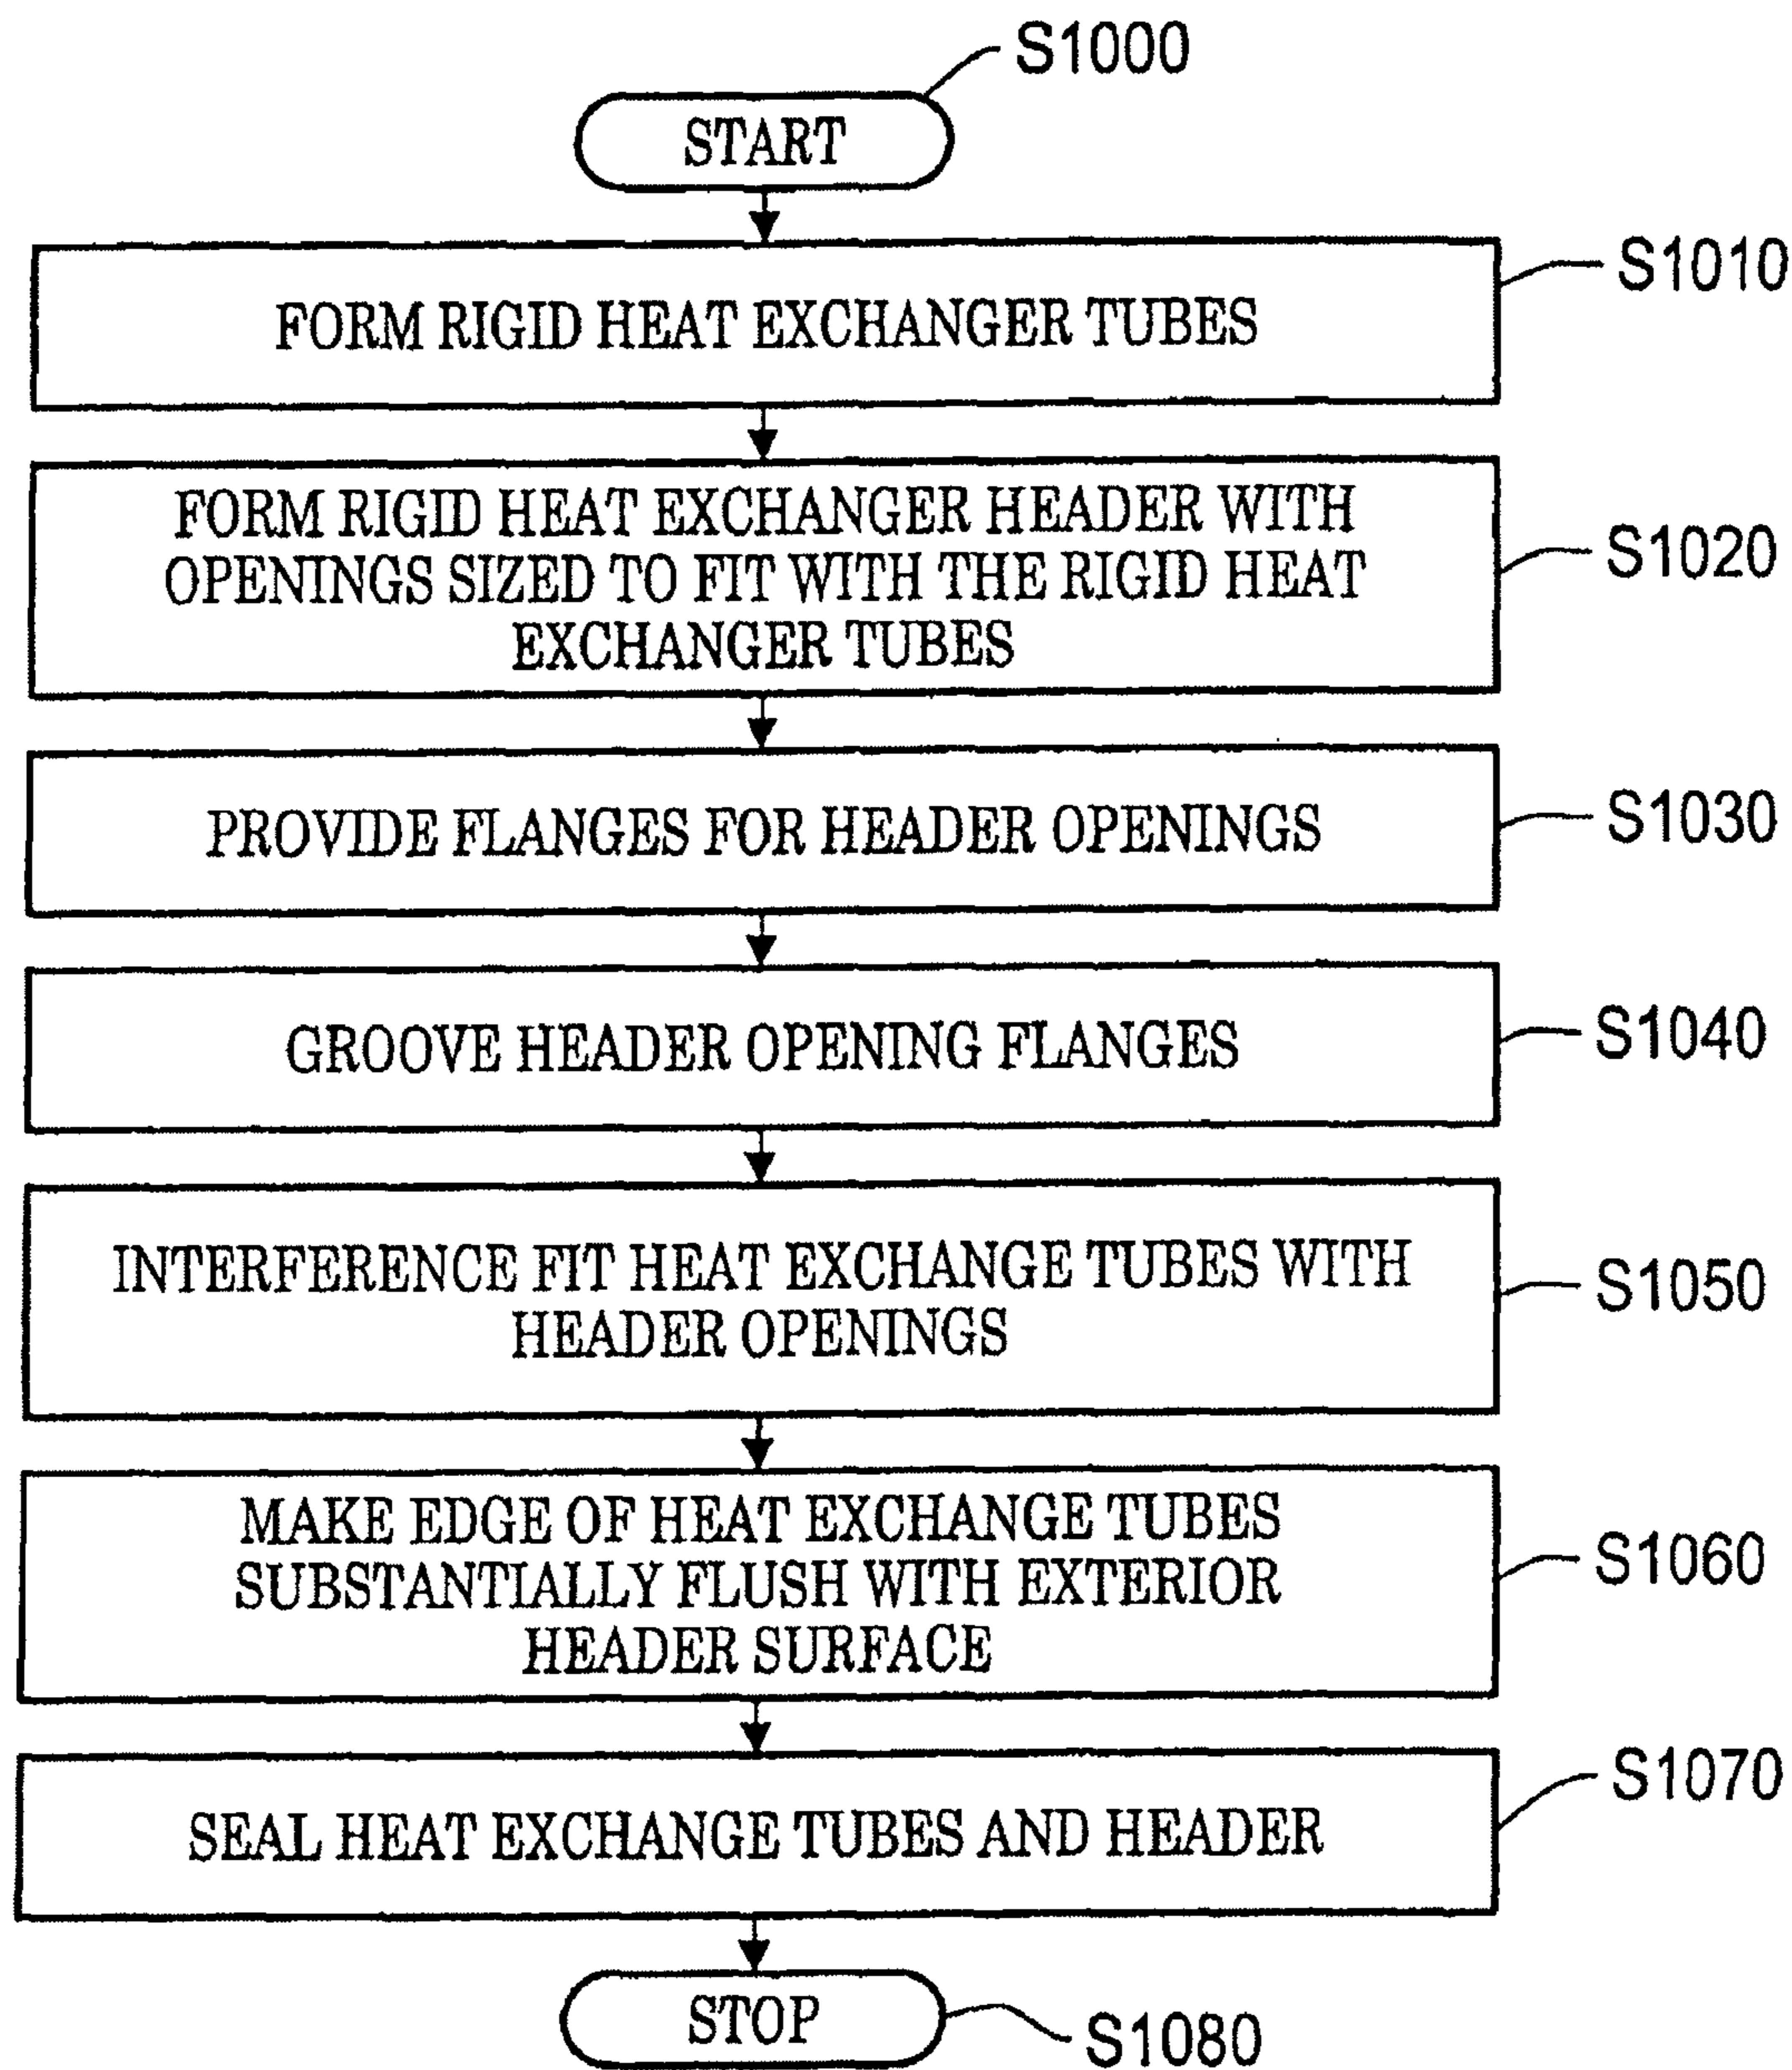 S1000
START
S1010
FORM RIGID HEAT EXCHANGER TUBES
FORM RIGID HEAT EXCHANGER HEADER WITH
OPENINGS SIZED TO FIT WITH THE RIGID HEAT
EXCHANGER TUBES
S1020
PROVIDE FLANGES FOR HEADER OPENINGS
S1030
GROOVE HEADER OPENING FLANGES
S1040
INTERFERENCE FIT HEAT EXCHANGE TUBES WITH
HEADER OPENINGS
S1050
MAKE EDGE OF HEAT EXCHANGE TUBES
SUBSTANTIALLY FLUSH WITH EXTERIOR
HEADER SURFACE
S1060
SEAL HEAT EXCHANGE TUBES AND HEADER
S1070
STOP
S1080